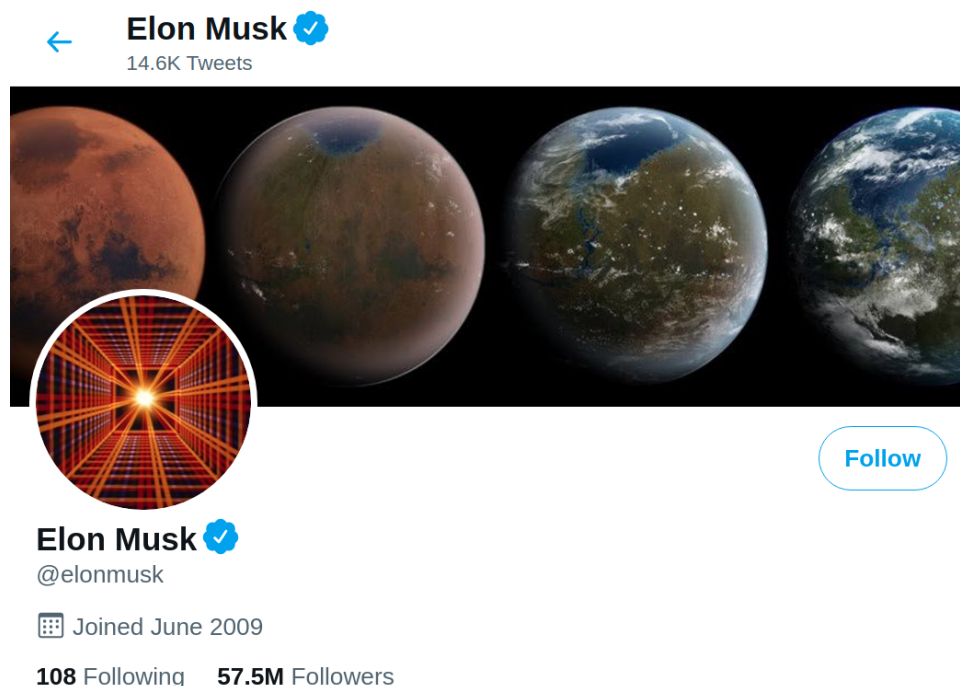 Elon Musk
14.6K Tweets
Follow
Elon Musk
@elonmusk
Joined June 2009
108 Following 57.5M Followers